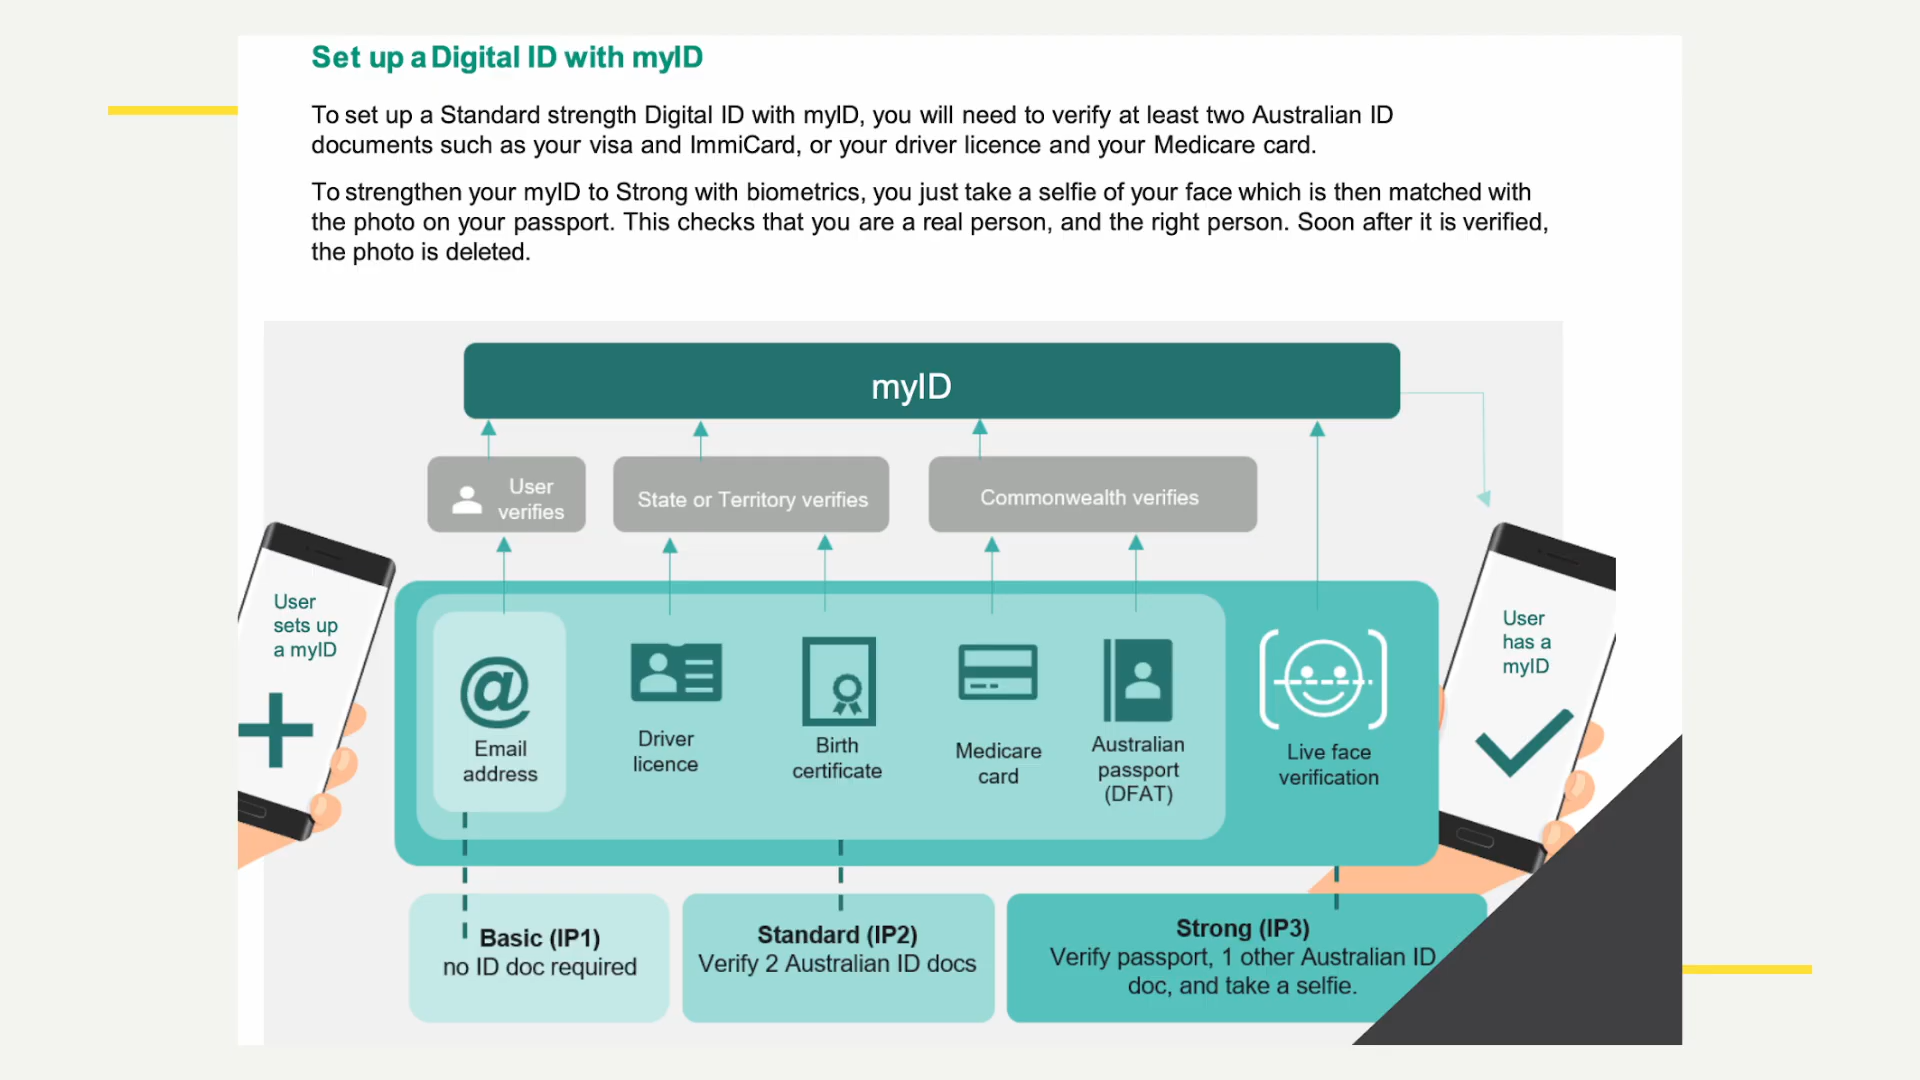 Set up a Digital ID with myID
To set up a Standard strength Digital ID with myID, you will need to verify at least two Australian ID
documents such as your visa and ImmiCard, or your driver licence and your Medicare card.
To strengthen your myID to Strong with biometrics, you just take a selfie of your face which is then matched with
the photo on your passport. This checks that you are a real person, and the right person. Soon after it is verified,
the photo is deleted.
myID
User
verifies
State or Territory verifies
Commonwealth verifies
User
sets up
a myID
User
has a
myID
@
Email
address
Driver
licence
Birth
certificate
Medicare
card
Australian
passport
(DFAT)
Live face
verification
Basic (IP1)
no ID doc required
Standard (IP2)
Verify 2 Australian ID docs
Strong (IP3)
Verify passport, 1 other Australian ID
doc, and take a selfie.